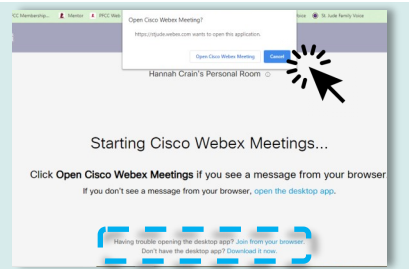 Membership...
Mentor
PFCC Web
Voice
St. Jude Family Voice
Open Cisco Webex Meeting?
https://stjude.webex.com wants to open this application.
Open Cisco Webex Meeting
Cancel
Hannah Crain's Personal Room
Starting Cisco Webex Meetings...
Click Open Cisco Webex Meetings if you see a message from your browser
If you don't see a message from your browser, open the desktop app.
Having trouble opening the desktop app? Join from your browser.
Don't have the desktop app? Download it now.